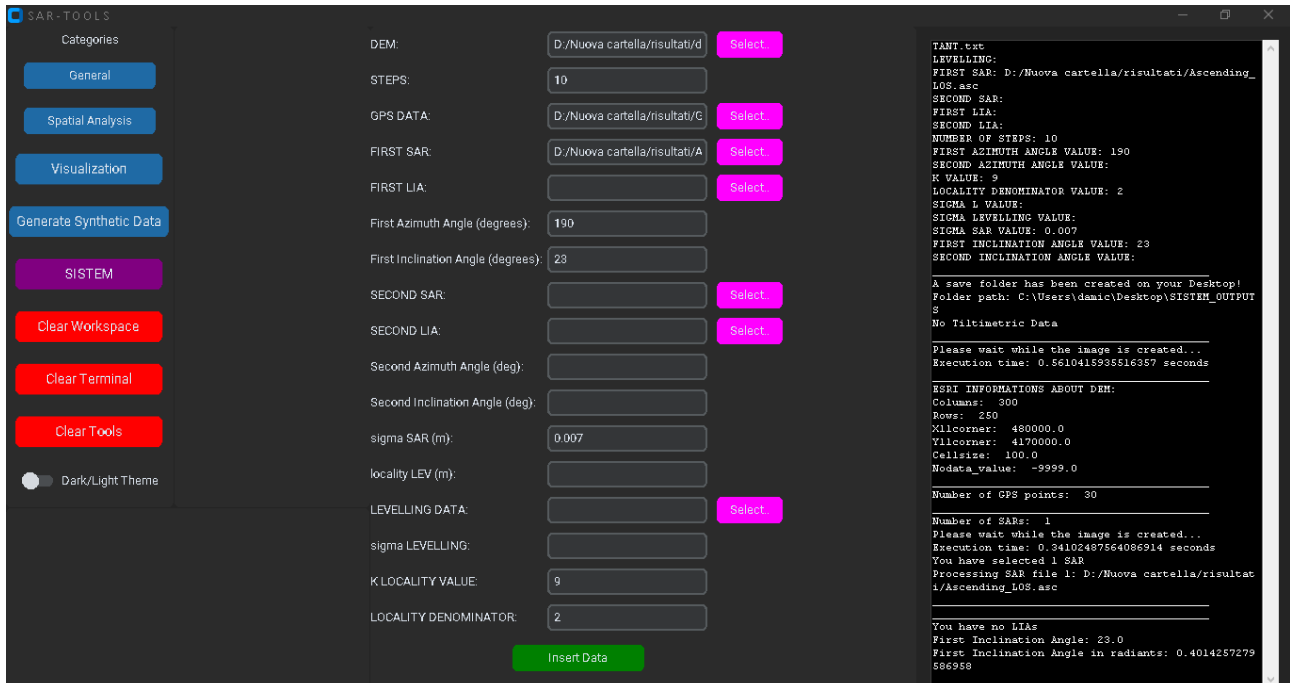 SAR-TOOLS
Categories
General
Spatial Analysis
Visualization
Generate Synthetic Data
SISTEM
Clear Workspace
Clear Terminal
Clear Tools
Dark/Light Theme
DEM: D:/Nuova cartella/risultati/d Select..
STEPS: 10
GPS DATA: D:/Nuova cartella/risultati/G Select..
FIRST SAR: D:/Nuova cartella/risultati/A Select..
FIRST LIA: Select..
First Azimuth Angle (degrees): 190
First Inclination Angle (degrees): 23
SECOND SAR: Select..
SECOND LIA: Select..
Second Azimuth Angle (deg):
Second Inclination Angle (deg):
sigma SAR (m): 0.007
locality LEV (m):
LEVELLING DATA: Select..
sigma LEVELLING:
K LOCALITY VALUE: 9
LOCALITY DENOMINATOR: 2
Insert Data
TANT.txt
LEVELLING:
FIRST SAR: D:/Nuova cartella/risultati/Ascending_
LOS.asc
SECOND SAR:
FIRST LIA:
SECOND LIA:
NUMBER OF STEPS: 10
FIRST AZIMUTH ANGLE VALUE: 190
SECOND AZIMUTH ANGLE VALUE:
K VALUE: 9
LOCALITY DENOMINATOR VALUE: 2
SIGMA L VALUE:
SIGMA LEVELLING VALUE:
SIGMA SAR VALUE: 0.007
FIRST INCLINATION ANGLE VALUE: 23
SECOND INCLINATION ANGLE VALUE:
A save folder has been created on your Desktop!
Folder path: C:\Users\damic\Desktop\SISTEM_OUTPUT
S
No Tiltimetric Data
Please wait while the image is created...
Execution time: 0.5610415935516357 seconds
ESRI INFORMATIONS ABOUT DEM:
Columns: 300
Rows: 250
Xllcorner: 480000.0
Yllcorner: 4170000.0
Cellsize: 100.0
Nodata_value: -9999.0
Number of GPS points: 30
Number of SARs: 1
Please wait while the image is created...
Execution time: 0.34102487564086914 seconds
You have selected 1 SAR
Processing SAR file 1: D:/Nuova cartella/risultat
i/Ascending_LOS.asc
You have no LIAs
First Inclination Angle: 23.0
First Inclination Angle in radiants: 0.4014257279
586958